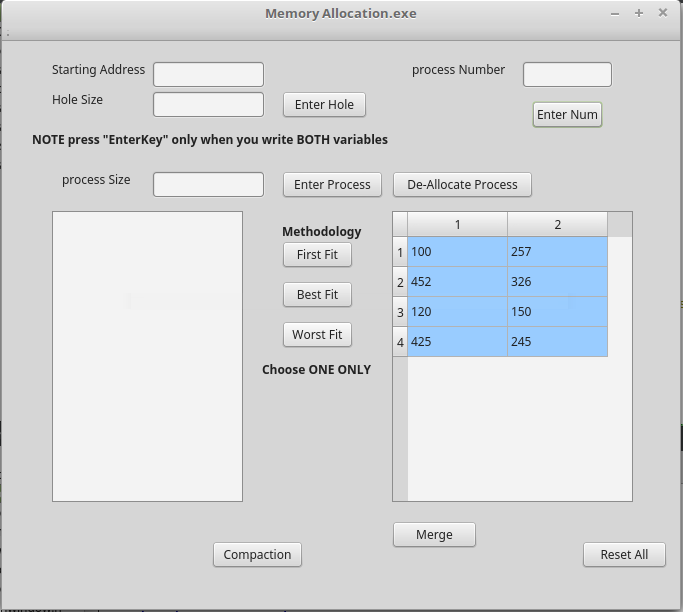 Memory Allocation.exe
Starting Address
process Number
Hole Size
Enter Hole
Enter Num
NOTE press "EnterKey" only when you write BOTH variables
process Size
Enter Process
De-Allocate Process
Methodology
First Fit
Best Fit
Worst Fit
Choose ONE ONLY
1 2
1 100 257
2 452 326
3 120 150
4 425 245
Merge
Compaction
Reset All